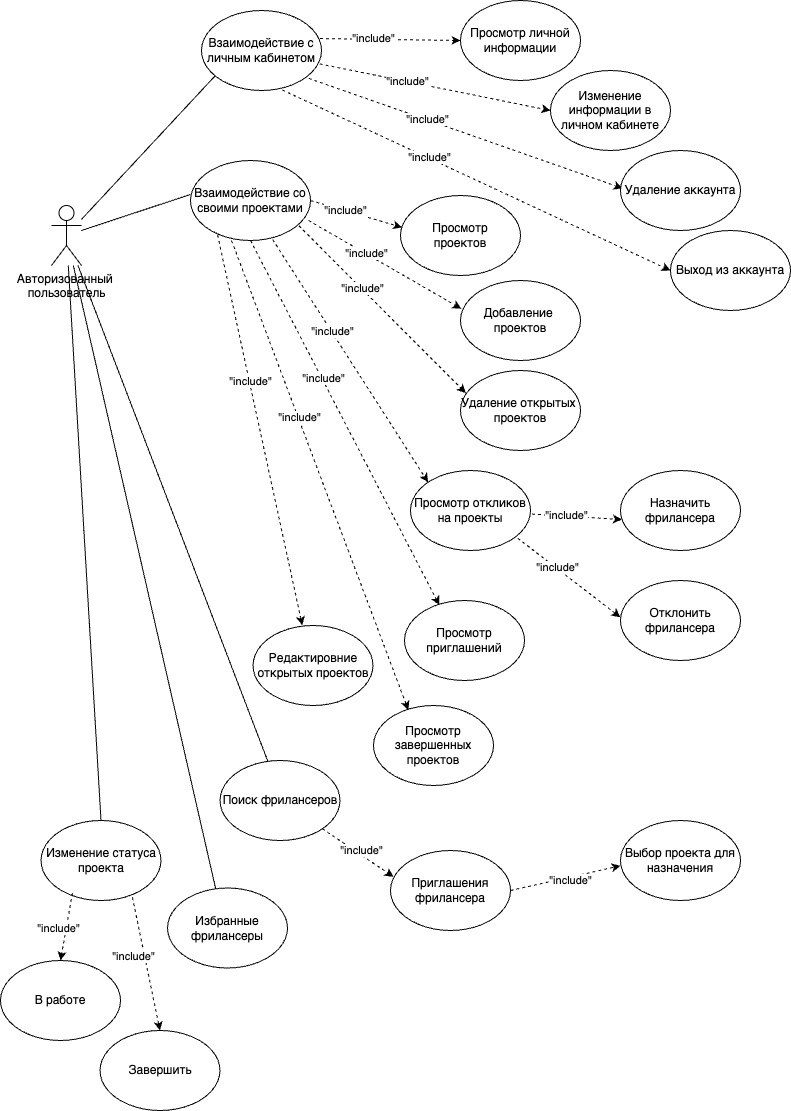 Взаимодействие с
личным кабинетом
"include"
Просмотр личной
информации
"include"
Изменение
информации в
личном кабинете
"include"
"include"
Удаление аккаунта
Выход из аккаунта
Взаимодействие со
своими проектами
"include"
Просмотр
проектов
"include"
"include"
Добавление
проектов
Авторизованный
пользователь
"include"
"include"
"include"
"include"
Удаление открытых
проектов
Просмотр откликов
на проекты
"include"
Назначить
фрилансера
"include"
Отклонить
фрилансера
Просмотр
приглашений
Редактировние
открытых проектов
Просмотр
завершенных
проектов
Поиск фрилансеров
"include"
Приглашения
фрилансера
"include"
Выбор проекта для
назначения
Изменение статуса
проекта
Избранные
фрилансеры
"include"
"include"
В работе
Завершить